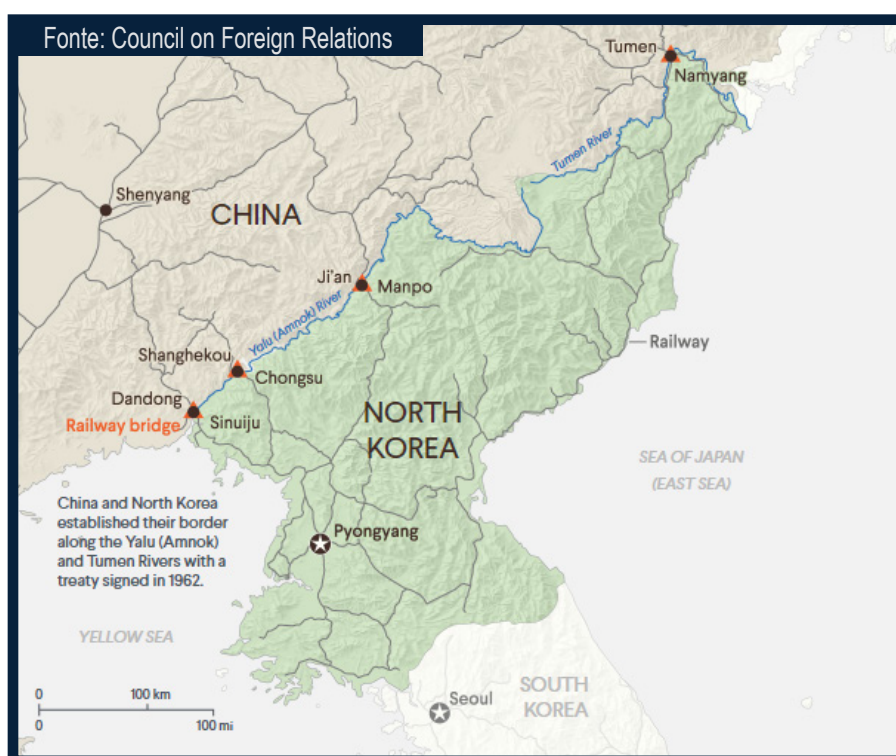 Fonte: Council on Foreign Relations
Tumen
Namyang
Tumen River
Shenyang
CHINA
Ji'an
Manpo
Yalu (Amnok) River
Shanghekou
Chongsu
Railway
Dandong
Sinuiju
Railway bridge
NORTH
KOREA
SEA OF JAPAN
(EAST SEA)
China and North Korea
established their border
along the Yalu (Amnok)
and Tumen Rivers with a
treaty signed in 1962.
Pyongyang
YELLOW SEA
0
100 km
0
100 mi
Seoul
SOUTH
KOREA